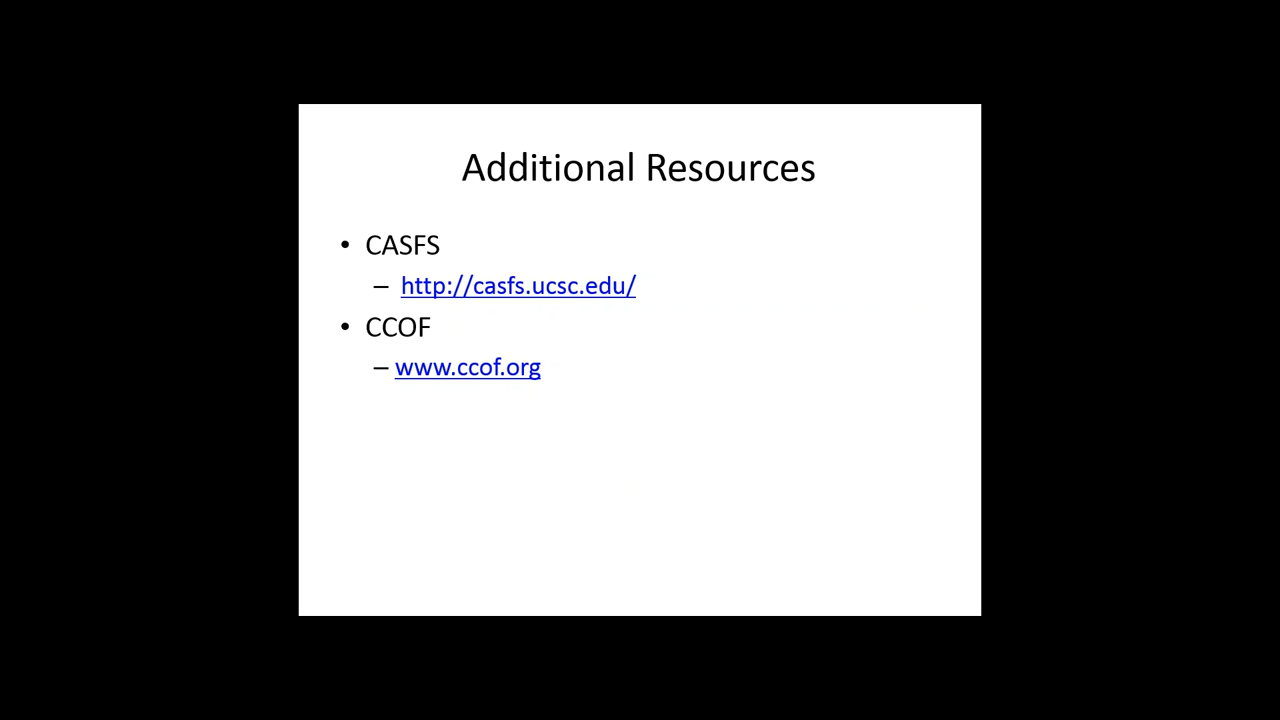 Additional Resources
• CASFS
– http://casfs.ucsc.edu/
• CCOF
– www.ccof.org